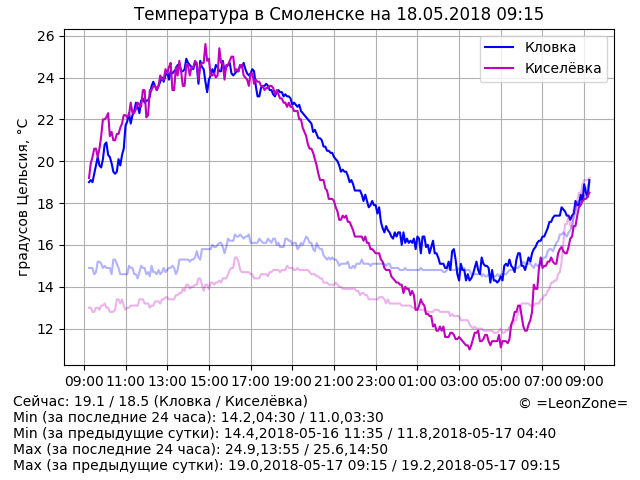 Температура в Смоленске на 18.05.2018 09:15
градусов Цельсия, °C
26
24
22
20
18
16
14
12
Кловка
Киселёвка
09:00 11:00 13:00 15:00 17:00 19:00 21:00 23:00 01:00 03:00 05:00 07:00 09:00
Сейчас: 19.1 / 18.5 (Кловка / Киселёвка)
© =LeonZone=
Min (за последние 24 часа): 14.2,04:30 / 11.0,03:30
Min (за предыдущие сутки): 14.4,2018-05-16 11:35 / 11.8,2018-05-17 04:40
Max (за последние 24 часа): 24.9,13:55 / 25.6,14:50
Max (за предыдущие сутки): 19.0,2018-05-17 09:15 / 19.2,2018-05-17 09:15